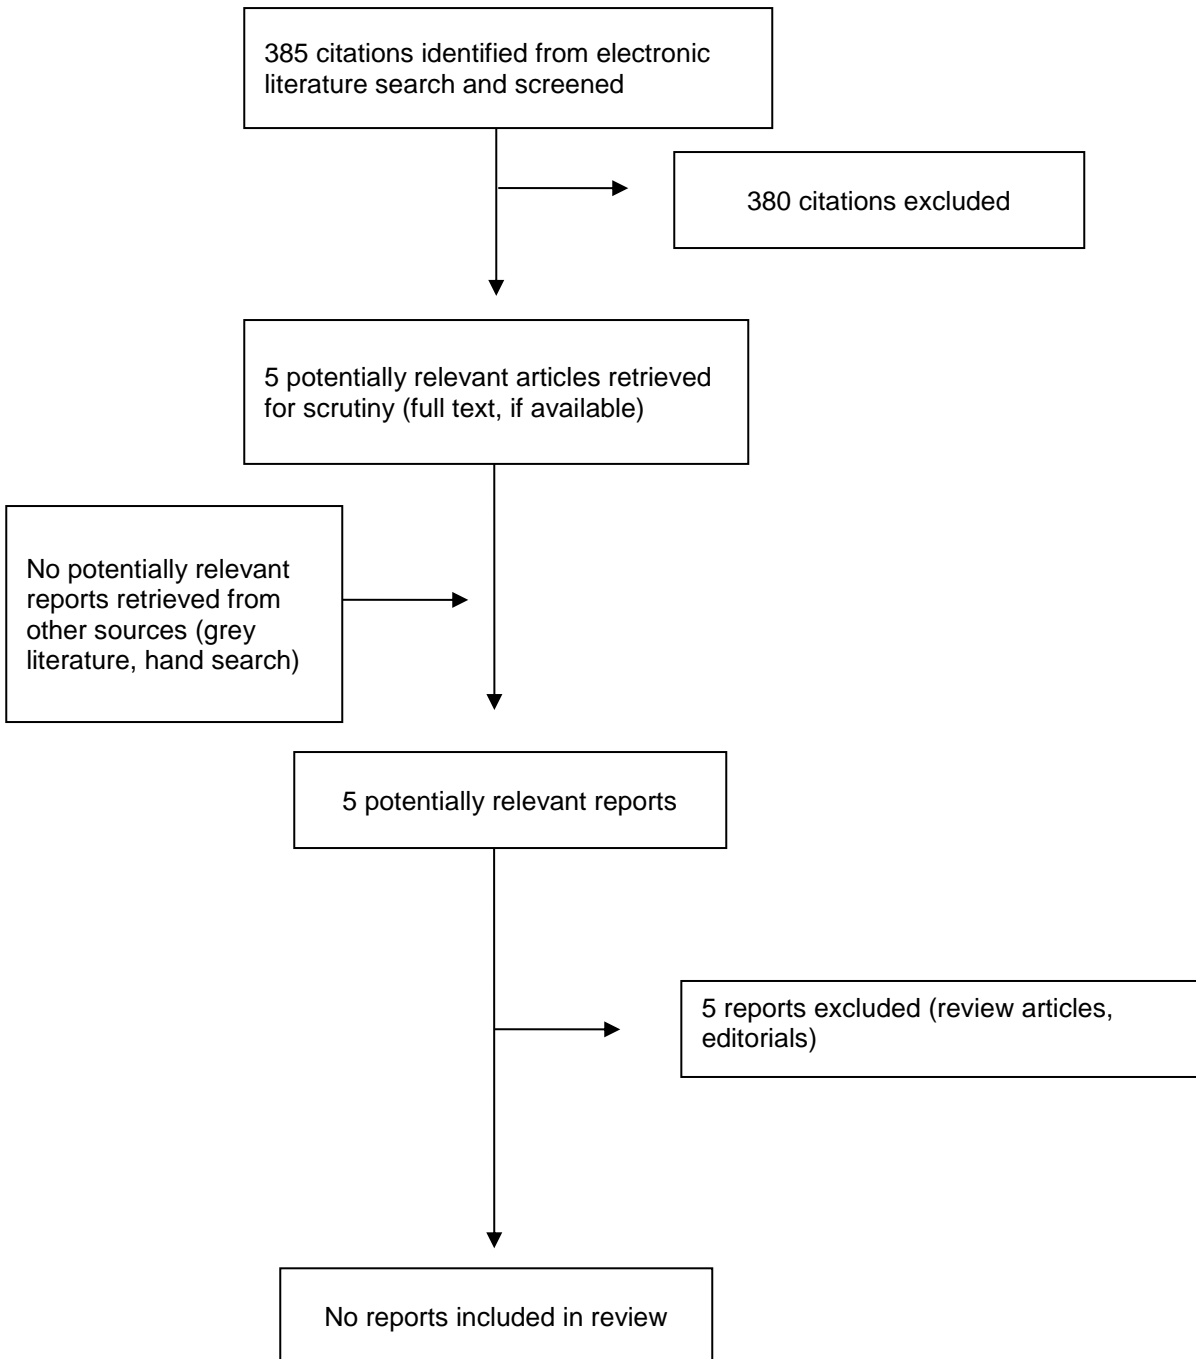 385 citations identified from electronic
literature search and screened
380 citations excluded
5 potentially relevant articles retrieved
for scrutiny (full text, if available)
No potentially relevant
reports retrieved from
other sources (grey
literature, hand search)
5 potentially relevant reports
5 reports excluded (review articles,
editorials)
No reports included in review